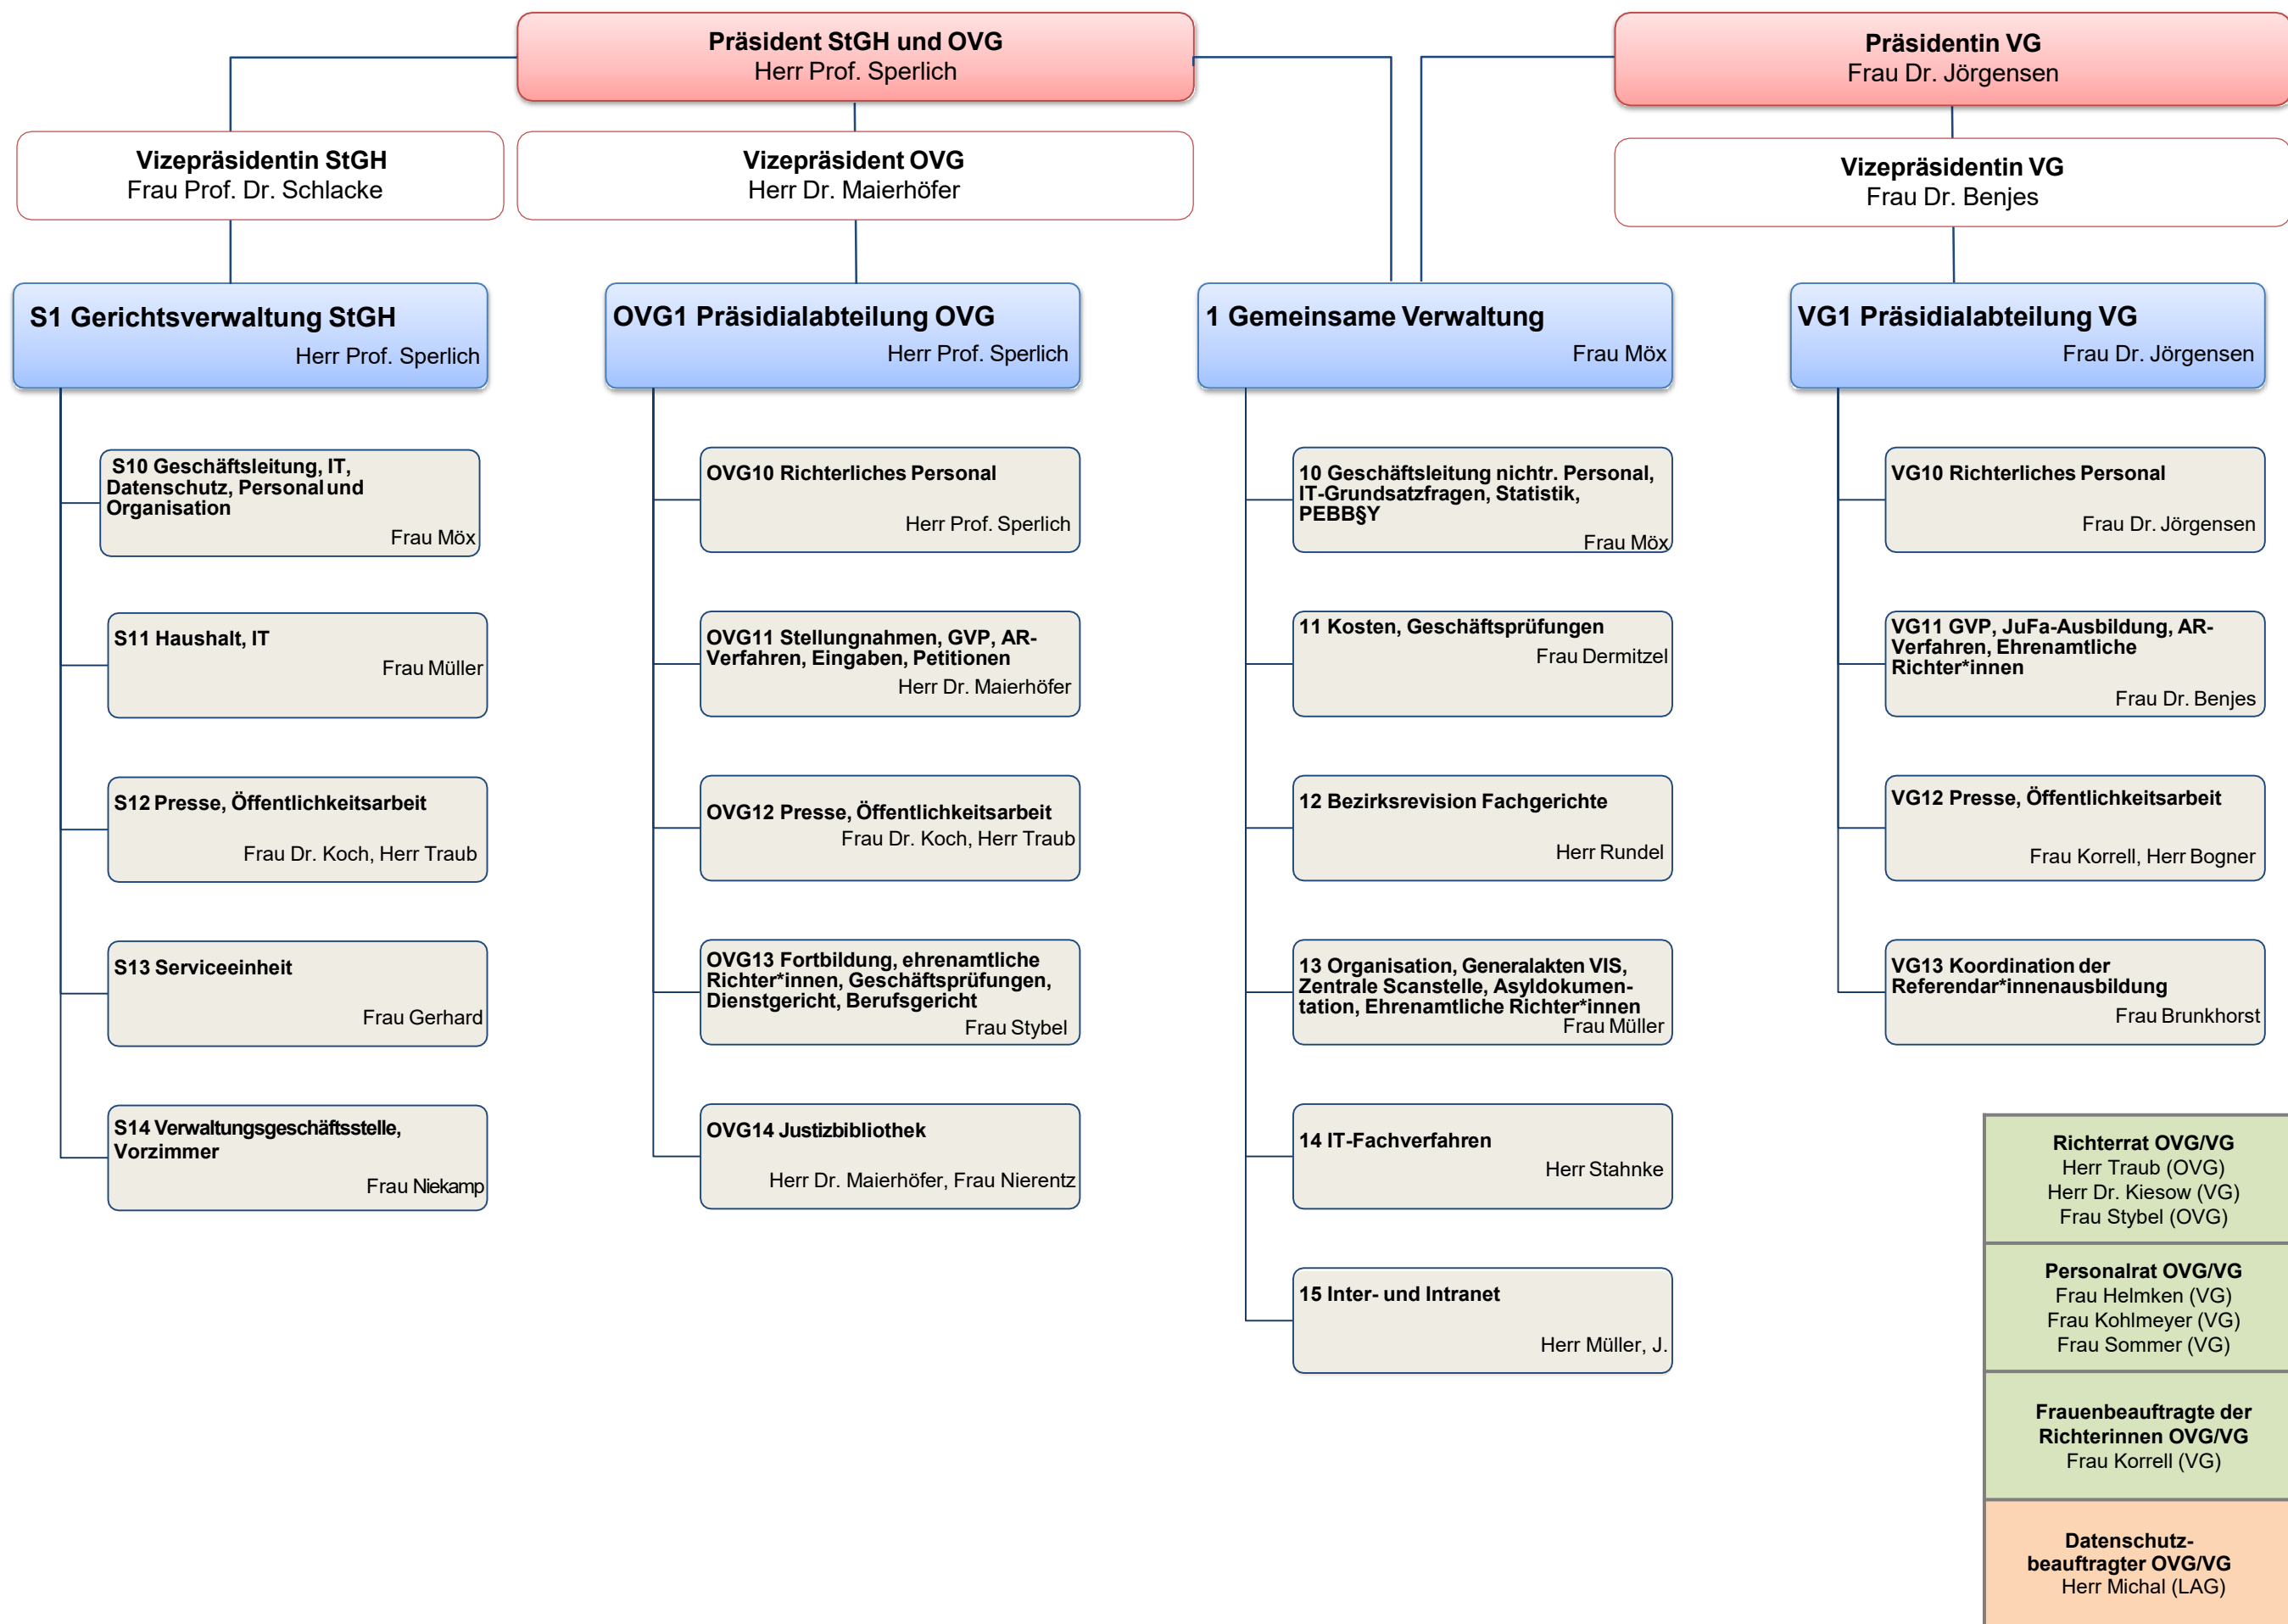 Präsident StGH und OVG
Herr Prof. Sperlich
Präsidentin VG
Frau Dr. Jörgensen
Vizepräsidentin StGH
Frau Prof. Dr. Schlacke
Vizepräsident OVG
Herr Dr. Maierhöfer
Vizepräsidentin VG
Frau Dr. Benjes
S1 Gerichtsverwaltung StGH
Herr Prof. Sperlich
OVG1 Präsidialabteilung OVG
Herr Prof. Sperlich
1 Gemeinsame Verwaltung
Frau Möx
VG1 Präsidialabteilung VG
Frau Dr. Jörgensen
S10 Geschäftsleitung, IT,
Datenschutz, Personal und
Organisation
Frau Möx
S11 Haushalt, IT
Frau Müller
S12 Presse, Öffentlichkeitsarbeit
Frau Dr. Koch, Herr Traub
S13 Serviceeinheit
Frau Gerhard
S14 Verwaltungsgeschäftsstelle,
Vorzimmer
Frau Niekamp
OVG10 Richterliches Personal
Herr Prof. Sperlich
OVG11 Stellungnahmen, GVP, AR-
Verfahren, Eingaben, Petitionen
Herr Dr. Maierhöfer
OVG12 Presse, Öffentlichkeitsarbeit
Frau Dr. Koch, Herr Traub
OVG13 Fortbildung, ehrenamtliche
Richter*innen, Geschäftsprüfungen,
Dienstgericht, Berufsgericht
Frau Stybel
OVG14 Justizbibliothek
Herr Dr. Maierhöfer, Frau Nierentz
10 Geschäftsleitung nichtr. Personal,
IT-Grundsatzfragen, Statistik,
PEBB§Y
Frau Möx
11 Kosten, Geschäftsprüfungen
Frau Dermitzel
12 Bezirksrevision Fachgerichte
Herr Rundel
13 Organisation, Generalakten VIS,
Zentrale Scanstelle, Asyldokumen-
tation, Ehrenamtliche Richter*innen
Frau Müller
14 IT-Fachverfahren
Herr Stahnke
15 Inter- und Intranet
Herr Müller, J.
VG10 Richterliches Personal
Frau Dr. Jörgensen
VG11 GVP, JuFa-Ausbildung, AR-
Verfahren, Ehrenamtliche
Richter*innen
Frau Dr. Benjes
VG12 Presse, Öffentlichkeitsarbeit
Frau Korrell, Herr Bogner
VG13 Koordination der
Referendar*innenausbildung
Frau Brunkhorst
Richterrat OVG/VG
Herr Traub (OVG)
Herr Dr. Kiesow (VG)
Frau Stybel (OVG)
Personalrat OVG/VG
Frau Helmken (VG)
Frau Kohlmeyer (VG)
Frau Sommer (VG)
Frauenbeauftragte der
Richterinnen OVG/VG
Frau Korrell (VG)
Datenschutz-
beauftragter OVG/VG
Herr Michal (LAG)